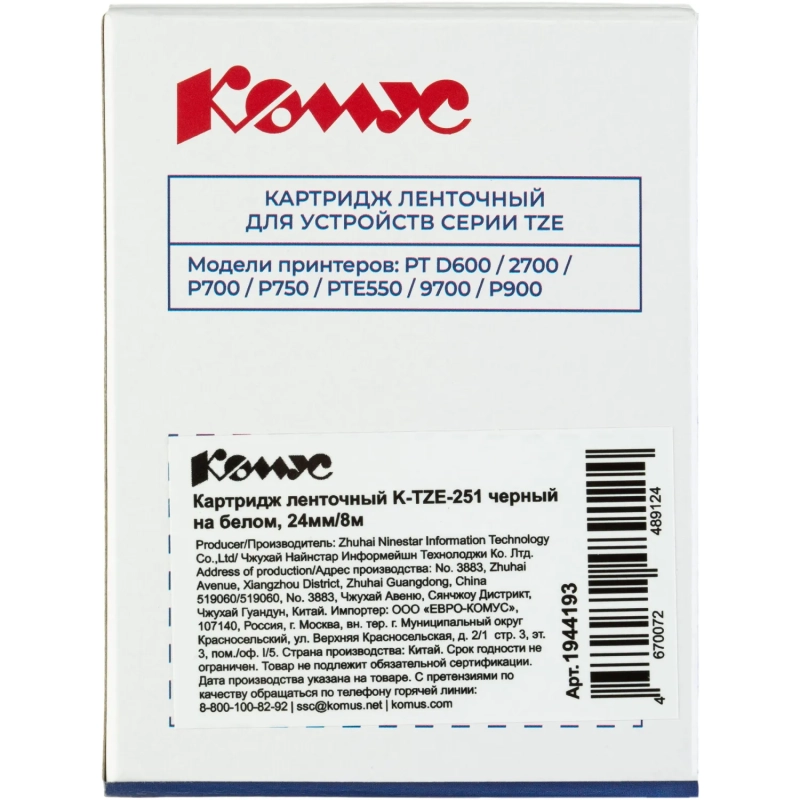 Комус
КАРТРИДЖ ЛЕНТОЧНЫЙ
ДЛЯ УСТРОЙСТВ СЕРИИ TZE
Модели принтеров: PT D600 / 2700 /
P700 / P750 / PTE550 / 9700 / P900
Комус
Картридж ленточный K-TZE-251 черный
на белом, 24мм/8м
Producer/Производитель: Zhuhai Ninestar Information Technology
Co.,Ltd/ Чжухай Найнстар Информейшн Технолоджи Ко. Лтд.
Address of production/Адрес производства: No. 3883, Zhuhai
Avenue, Xiangzhou District, Zhuhai Guangdong, China
519060/519060, No. 3883, Чжухай Авеню, Сянчжоу Дистрикт,
Чжухай Гуандун, Китай. Импортер: ООО «ЕВРО-КОМУС»,
107140, Россия, г. Москва, вн. тер. г. Муниципальный округ
Красносельский, ул. Верхняя Красносельская, д. 2/1 стр. 3, эт.
3, пом./оф. I/5. Страна производства: Китай. Срок годности не
ограничен. Товар не подлежит обязательной сертификации.
Дата производства указана на товаре. С претензиями по
качеству обращаться по телефону горячей линии:
8-800-100-82-92 | ssc@komus.net | komus.com
Арт.1944193
4 670072 489124